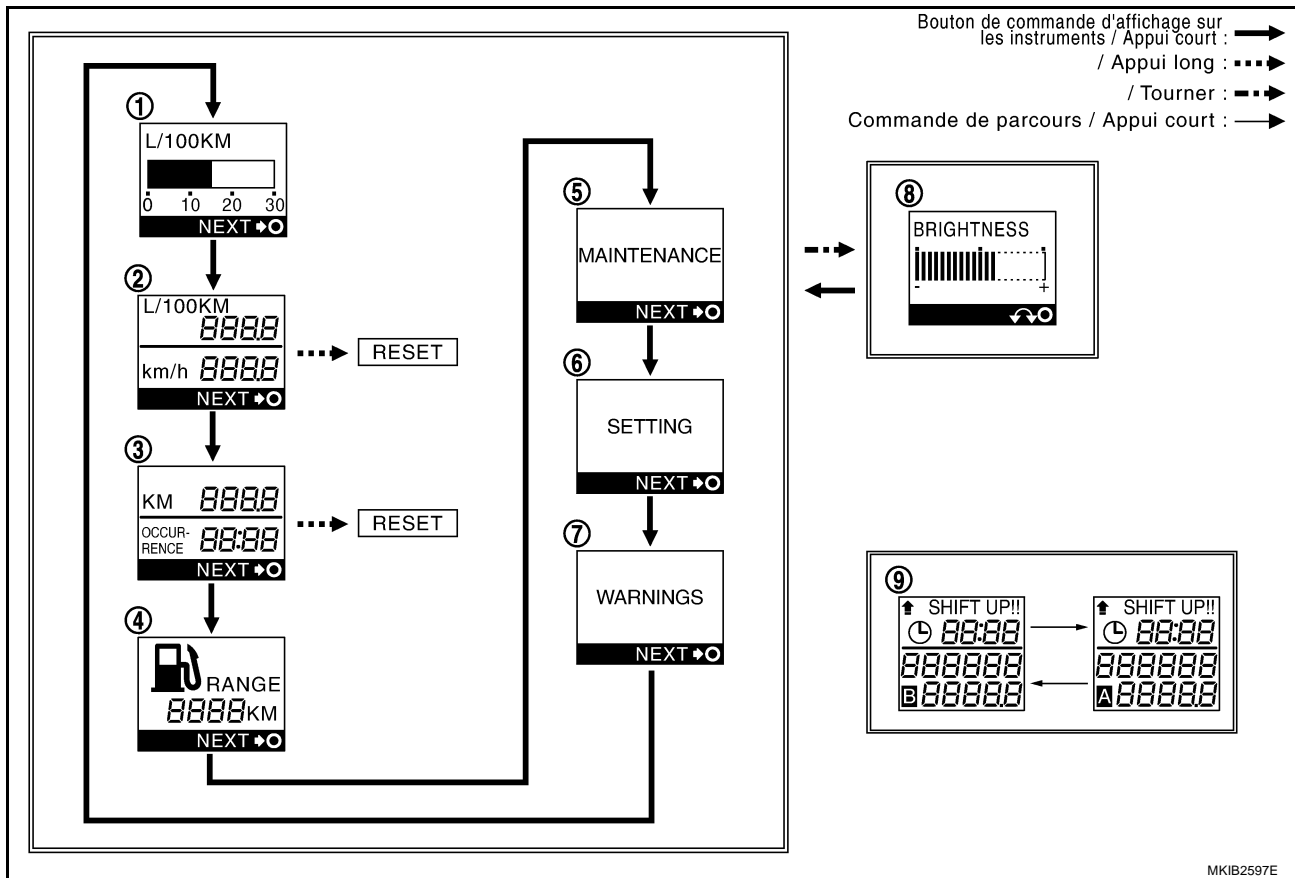 Bouton de commande d'affichage sur
les instruments / Appui court :
/ Appui long :
/ Tourner :
Commande de parcours / Appui court :
1
L/100KM
0 10 20 30
NEXT
2
L/100KM
888.8
km/h 888.8
NEXT
RESET
3
KM 888.8
OCCUR-
RENCE 88:88
NEXT
RESET
4
RANGE
8888KM
NEXT
5
MAINTENANCE
NEXT
6
SETTING
NEXT
7
WARNINGS
NEXT
8
BRIGHTNESS
- +
9
SHIFT UP!!
88:88
888888
B 8888.8
SHIFT UP!!
88:88
888888
A 8888.8
MKIB2597E